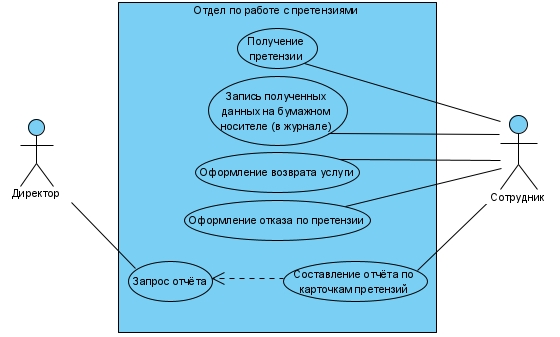 Отдел по работе с претензиями
Получение
претензии
Запись полученных
данных на бумажном
носителе (в журнале)
Директор
Сотрудник
Оформление возврата услуги
Оформление отказа по претензии
Запрос отчёта
Составление отчёта по
карточкам претензий